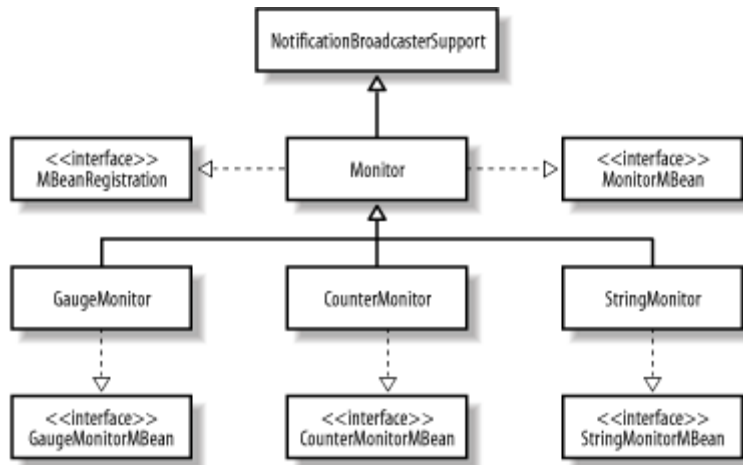 NotificationBroadcasterSupport
<<interface>>
MBeanRegistration
Monitor
<<interface>>
MonitorMBean
GaugeMonitor
CounterMonitor
StringMonitor
<<interface>>
GaugeMonitorMBean
<<interface>>
CounterMonitorMBean
<<interface>>
StringMonitorMBean